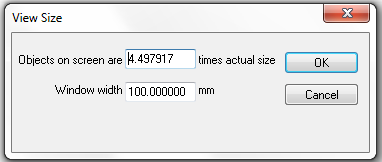 View Size
Objects on screen are 4.497917 times actual size
OK
Window width 100.000000 mm
Cancel